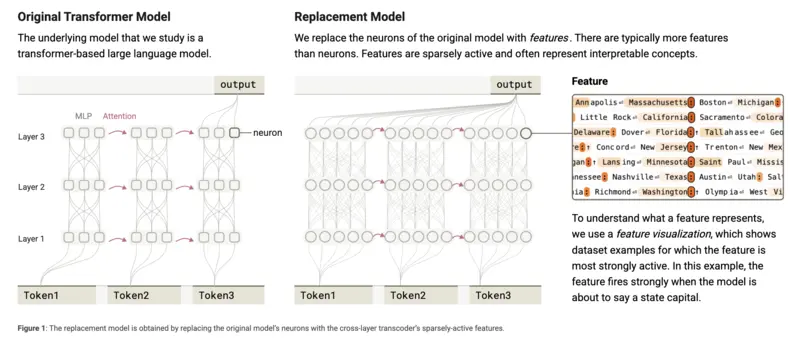 Original Transformer Model
The underlying model that we study is a
transformer-based large language model.
output
MLP Attention
Layer 3
neuron
Layer 2
Layer 1
Token1 Token2 Token3
Replacement Model
We replace the neurons of the original model with features. There are typically more features
than neurons. Features are sparsely active and often represent interpretable concepts.
output
Token1 Token2 Token3
Feature
Annapolis⏎ Massachusetts: Boston⏎ Michigan:
Little Rock⏎ California: Sacramento⏎ Colora
Delaware: Dover⏎ Florida: Tallahassee⏎ Geo
Concord⏎ New Jersey: Trenton⏎ New Mex
gan: Lansing⏎ Minnesota: Saint Paul⏎ Missis
nnessee: Nashville⏎ Texas: Austin⏎ Utah: Salt
ia: Richmond⏎ Washington: Olympia⏎ West Vi
To understand what a feature represents,
we use a feature visualization, which shows
dataset examples for which the feature is
most strongly active. In this example, the
feature fires strongly when the model is
about to say a state capital.
Figure 1: The replacement model is obtained by replacing the original model's neurons with the cross-layer transcoder's sparsely-active features.